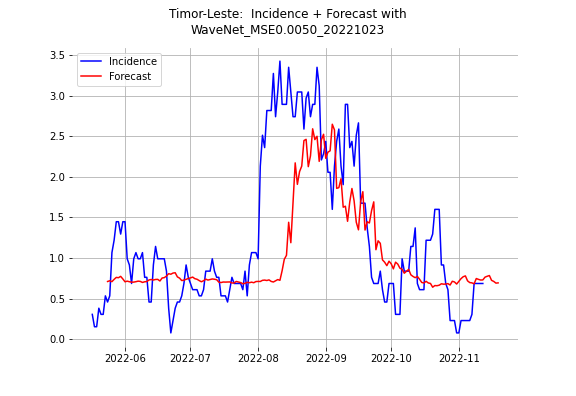 Timor-Leste:  Incidence + Forecast with
WaveNet_MSE0.0050_20221023
Incidence
Forecast
3.5
3.0
2.5
2.0
1.5
1.0
0.5
0.0
2022-06 2022-07 2022-08 2022-09 2022-10 2022-11